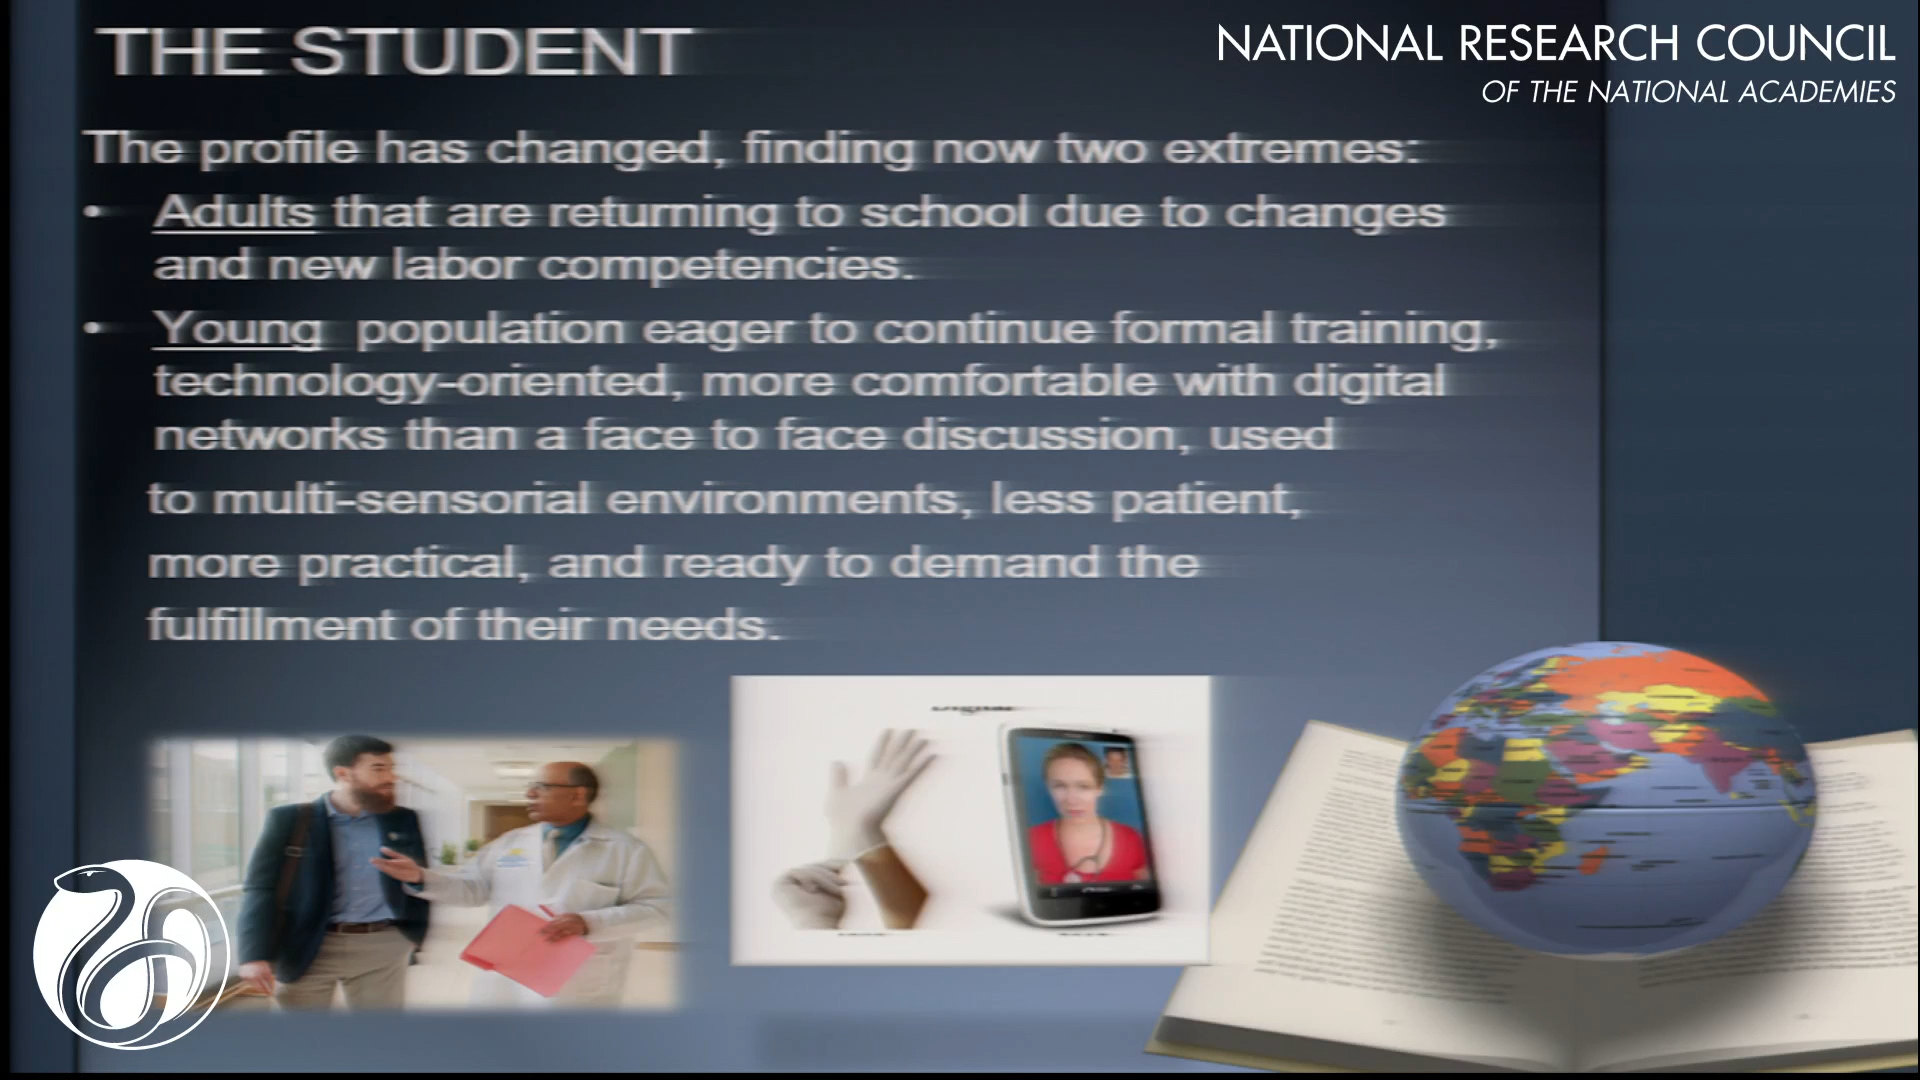 THE STUDENT
NATIONAL RESEARCH COUNCIL
OF THE NATIONAL ACADEMIES
The profile has changed, finding now two extremes:
• Adults that are returning to school due to changes
and new labor competencies.
• Young population eager to continue formal training,
technology-oriented, more comfortable with digital
networks than a face to face discussion, used
to multi-sensorial environments, less patient,
more practical, and ready to demand the
fulfillment of their needs.